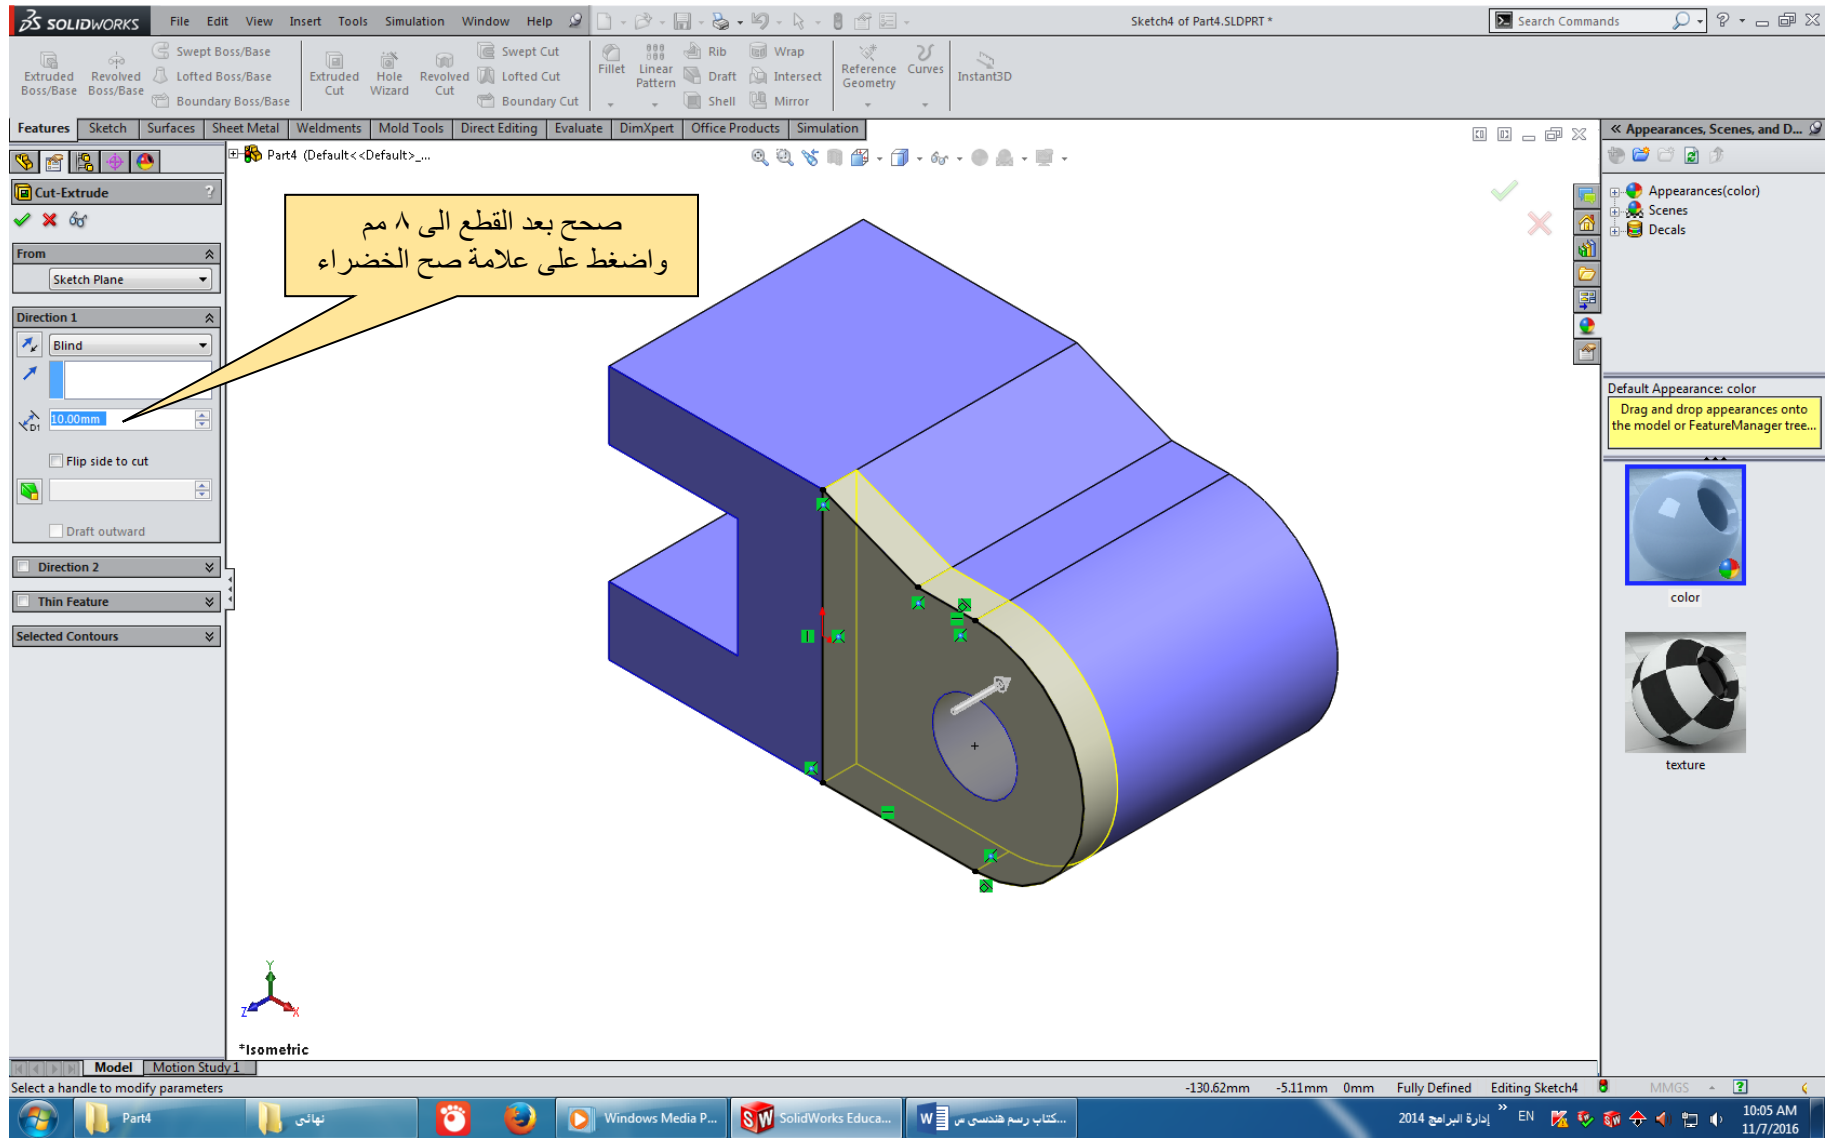 SOLIDWORKS File Edit View Insert Tools Simulation Window Help Sketch4 of Part4.SLDPRT * Search Commands
Extruded Boss/Base
Revolved Boss/Base
Swept Boss/Base
Lofted Boss/Base
Boundary Boss/Base
Extruded Cut
Hole Wizard
Revolved Cut
Swept Cut
Lofted Cut
Boundary Cut
Fillet
Linear Pattern
Rib
Draft
Shell
Wrap
Intersect
Mirror
Reference Geometry
Curves
Instant3D
Features Sketch Surfaces Sheet Metal Weldments Mold Tools Direct Editing Evaluate DimXpert Office Products Simulation
Part4 (Default<<Default>_...
Cut-Extrude ?
From
Sketch Plane
Direction 1
Blind
D1 10.00mm
Flip side to cut
Draft outward
Direction 2
Thin Feature
Selected Contours
صحح بعد القطع الى ٨ مم
واضغط على علامة صح الخضراء
Y
Z X
*Isometric
« Appearances, Scenes, and D...
Appearances(color)
Scenes
Decals
Default Appearance: color
Drag and drop appearances onto
the model or FeatureManager tree...
color
texture
Model Motion Study 1
Select a handle to modify parameters -130.62mm -5.11mm 0mm Fully Defined Editing Sketch4 MMGS
Part4 نهائى Windows Media P... SolidWorks Educa... كتاب رسم هندسى س... إدارة البرامج 2014 EN 10:05 AM
11/7/2016